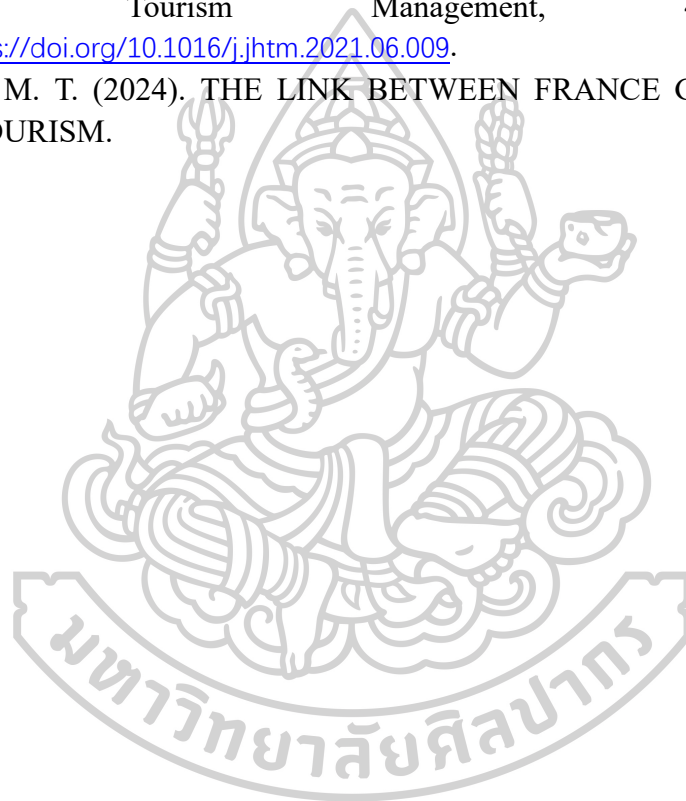 Tourism Management,
s://doi.org/10.1016/j.jhtm.2021.06.009.
M. T. (2024). THE LINK BETWEEN FRANCE
OURISM.
มหาวิทยาลัยศิลปากร